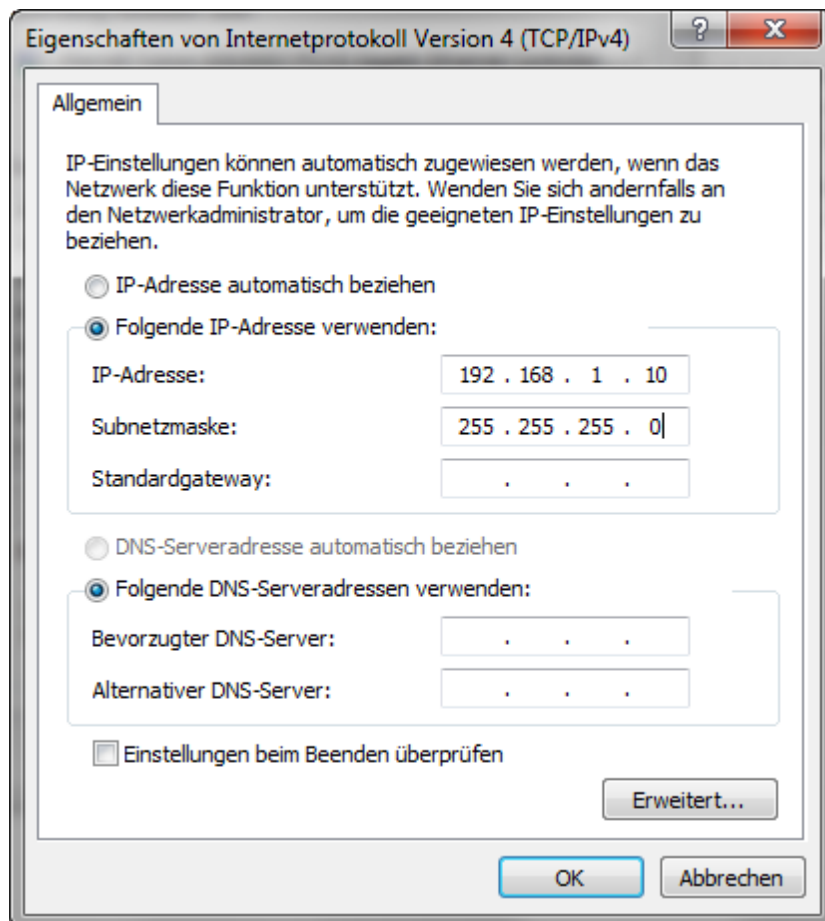 Eigenschaften von Internetprotokoll Version 4 (TCP/IPv4)
?
Allgemein
IP-Einstellungen können automatisch zugewiesen werden, wenn das
Netzwerk diese Funktion unterstützt. Wenden Sie sich andernfalls an
den Netzwerkadministrator, um die geeigneten IP-Einstellungen zu
beziehen.
IP-Adresse automatisch beziehen
Folgende IP-Adresse verwenden:
IP-Adresse: 192 . 168 . 1 . 10
Subnetzmaske: 255 . 255 . 255 . 0
Standardgateway: . . .
DNS-Serveradresse automatisch beziehen
Folgende DNS-Serveradressen verwenden:
Bevorzugter DNS-Server: . . .
Alternativer DNS-Server: . . .
Einstellungen beim Beenden überprüfen
Erweitert...
OK Abbrechen